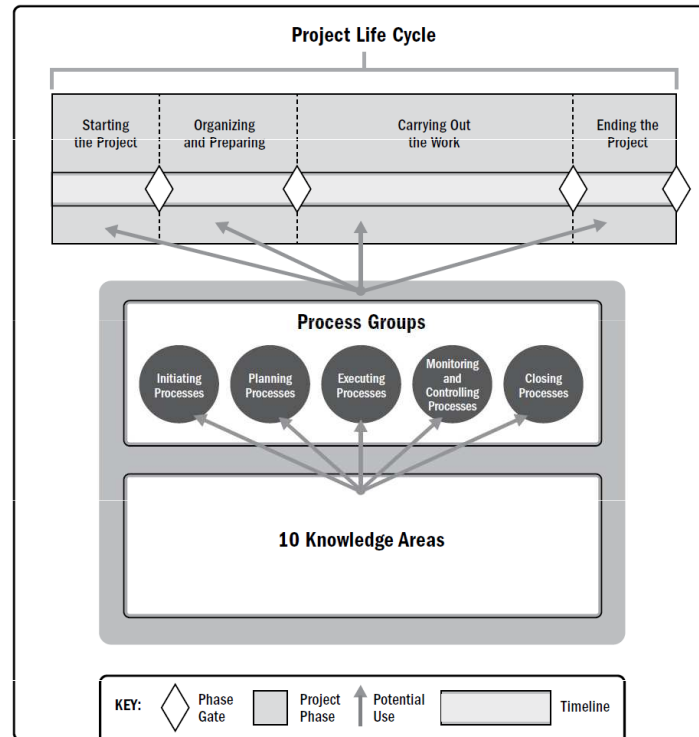 Project Life Cycle
Starting
the Project
Organizing
and Preparing
Carrying Out
the Work
Ending the
Project
Process Groups
Initiating
Processes
Planning
Processes
Executing
Processes
Monitoring
and
Controlling
Processes
Closing
Processes
10 Knowledge Areas
KEY:
Phase
Gate
Project
Phase
Potential
Use
Timeline